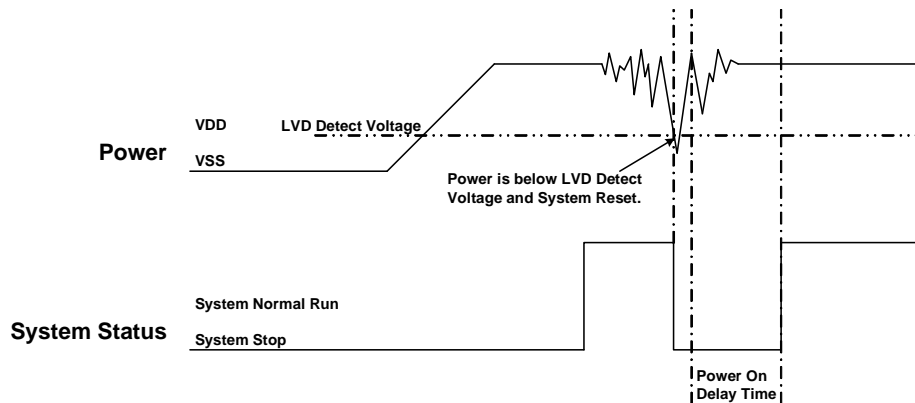 VDD
LVD Detect Voltage
Power
VSS
Power is below LVD Detect
Voltage and System Reset.
System Normal Run
System Status
System Stop
Power On
Delay Time